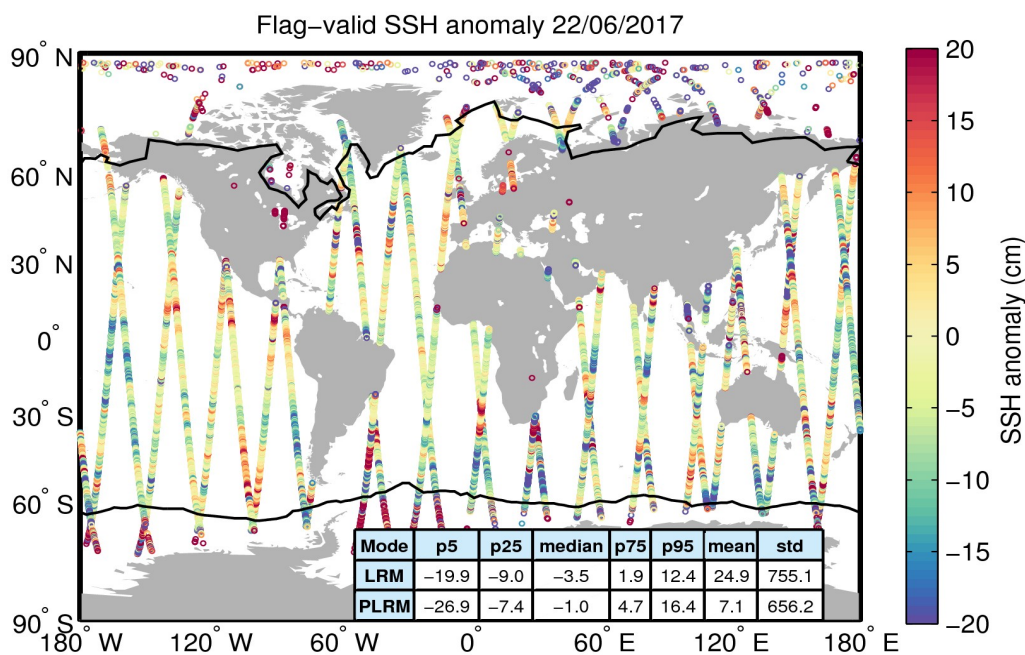 Flag−valid SSH anomaly 22/06/2017
90° N
60° N
30° N
0°
30° S
60° S
90° S
180° W
120° W
60° W
0°
60° E
120° E
180° E
Mode p5 p25 median p75 p95 mean std
LRM −19.9 −9.0 −3.5 1.9 12.4 24.9 755.1
PLRM −26.9 −7.4 −1.0 4.7 16.4 7.1 656.2
20
15
10
5
0
−5
−10
−15
−20
SSH anomaly (cm)